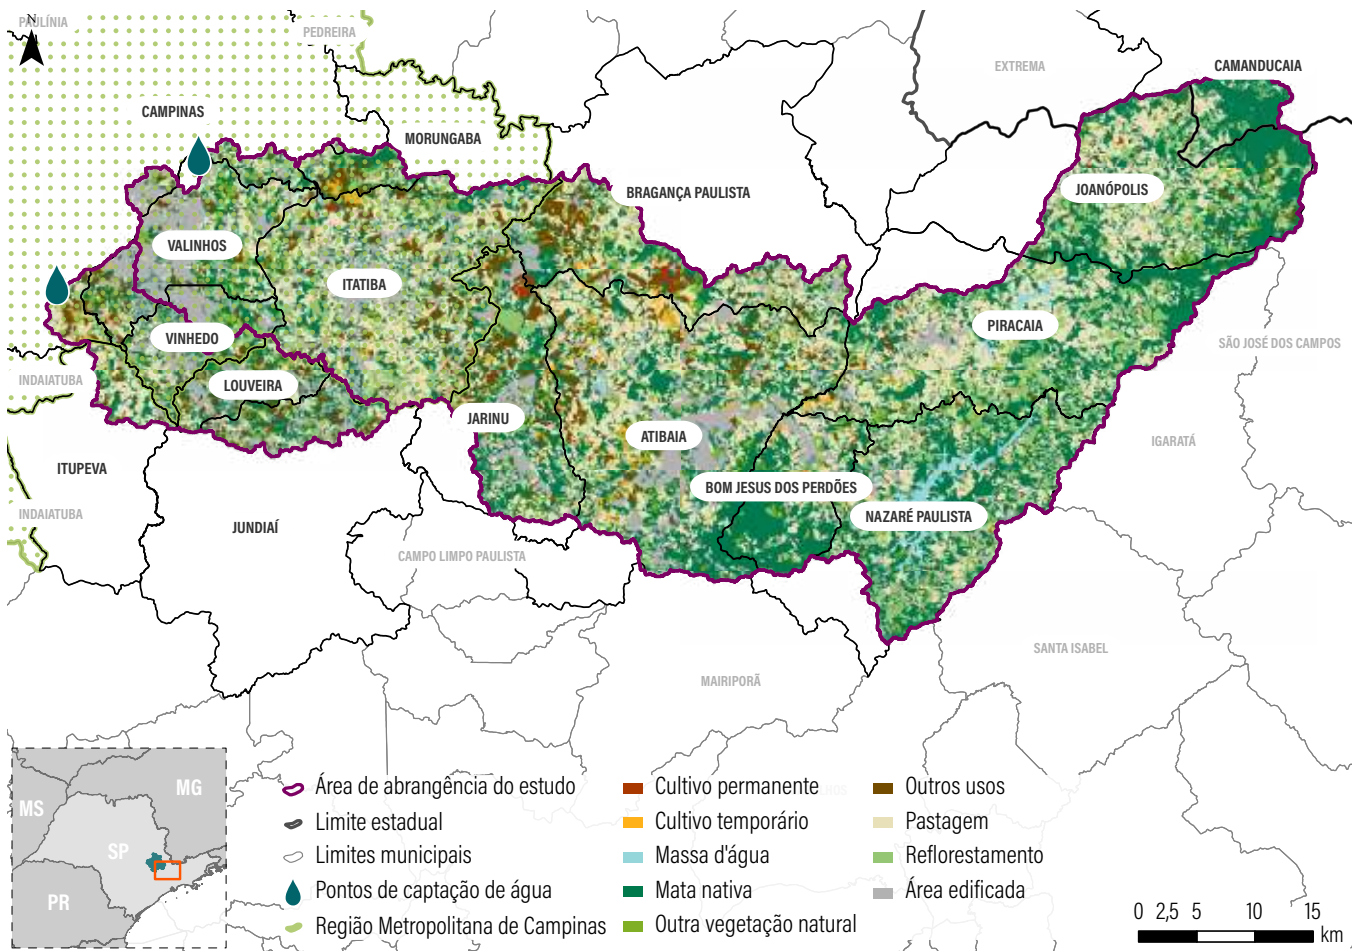 PAULÍNIA
N
PEDREIRA
EXTREMA
CAMANDUCAIA
CAMPINAS
MORUNGABA
BRAGANÇA PAULISTA
JOANÓPOLIS
VALINHOS
ITATIBA
PIRACAIA
VINHEDO
SÃO JOSÉ DOS CAMPOS
INDAIATUBA
LOUVEIRA
JARINU
ATIBAIA
IGARATÁ
ITUPEVA
BOM JESUS DOS PERDÕES
INDAIATUBA
JUNDIAÍ
NAZARÉ PAULISTA
CAMPO LIMPO PAULISTA
SANTA ISABEL
MAIRIPORÃ
MG
MS
SP
PR
Área de abrangência do estudo
Limite estadual
Limites municipais
Pontos de captação de água
Região Metropolitana de Campinas
Cultivo permanente
Cultivo temporário
Massa d'água
Mata nativa
Outra vegetação natural
Outros usos
Pastagem
Reflorestamento
Área edificada
0 2,5 5 10 15
km